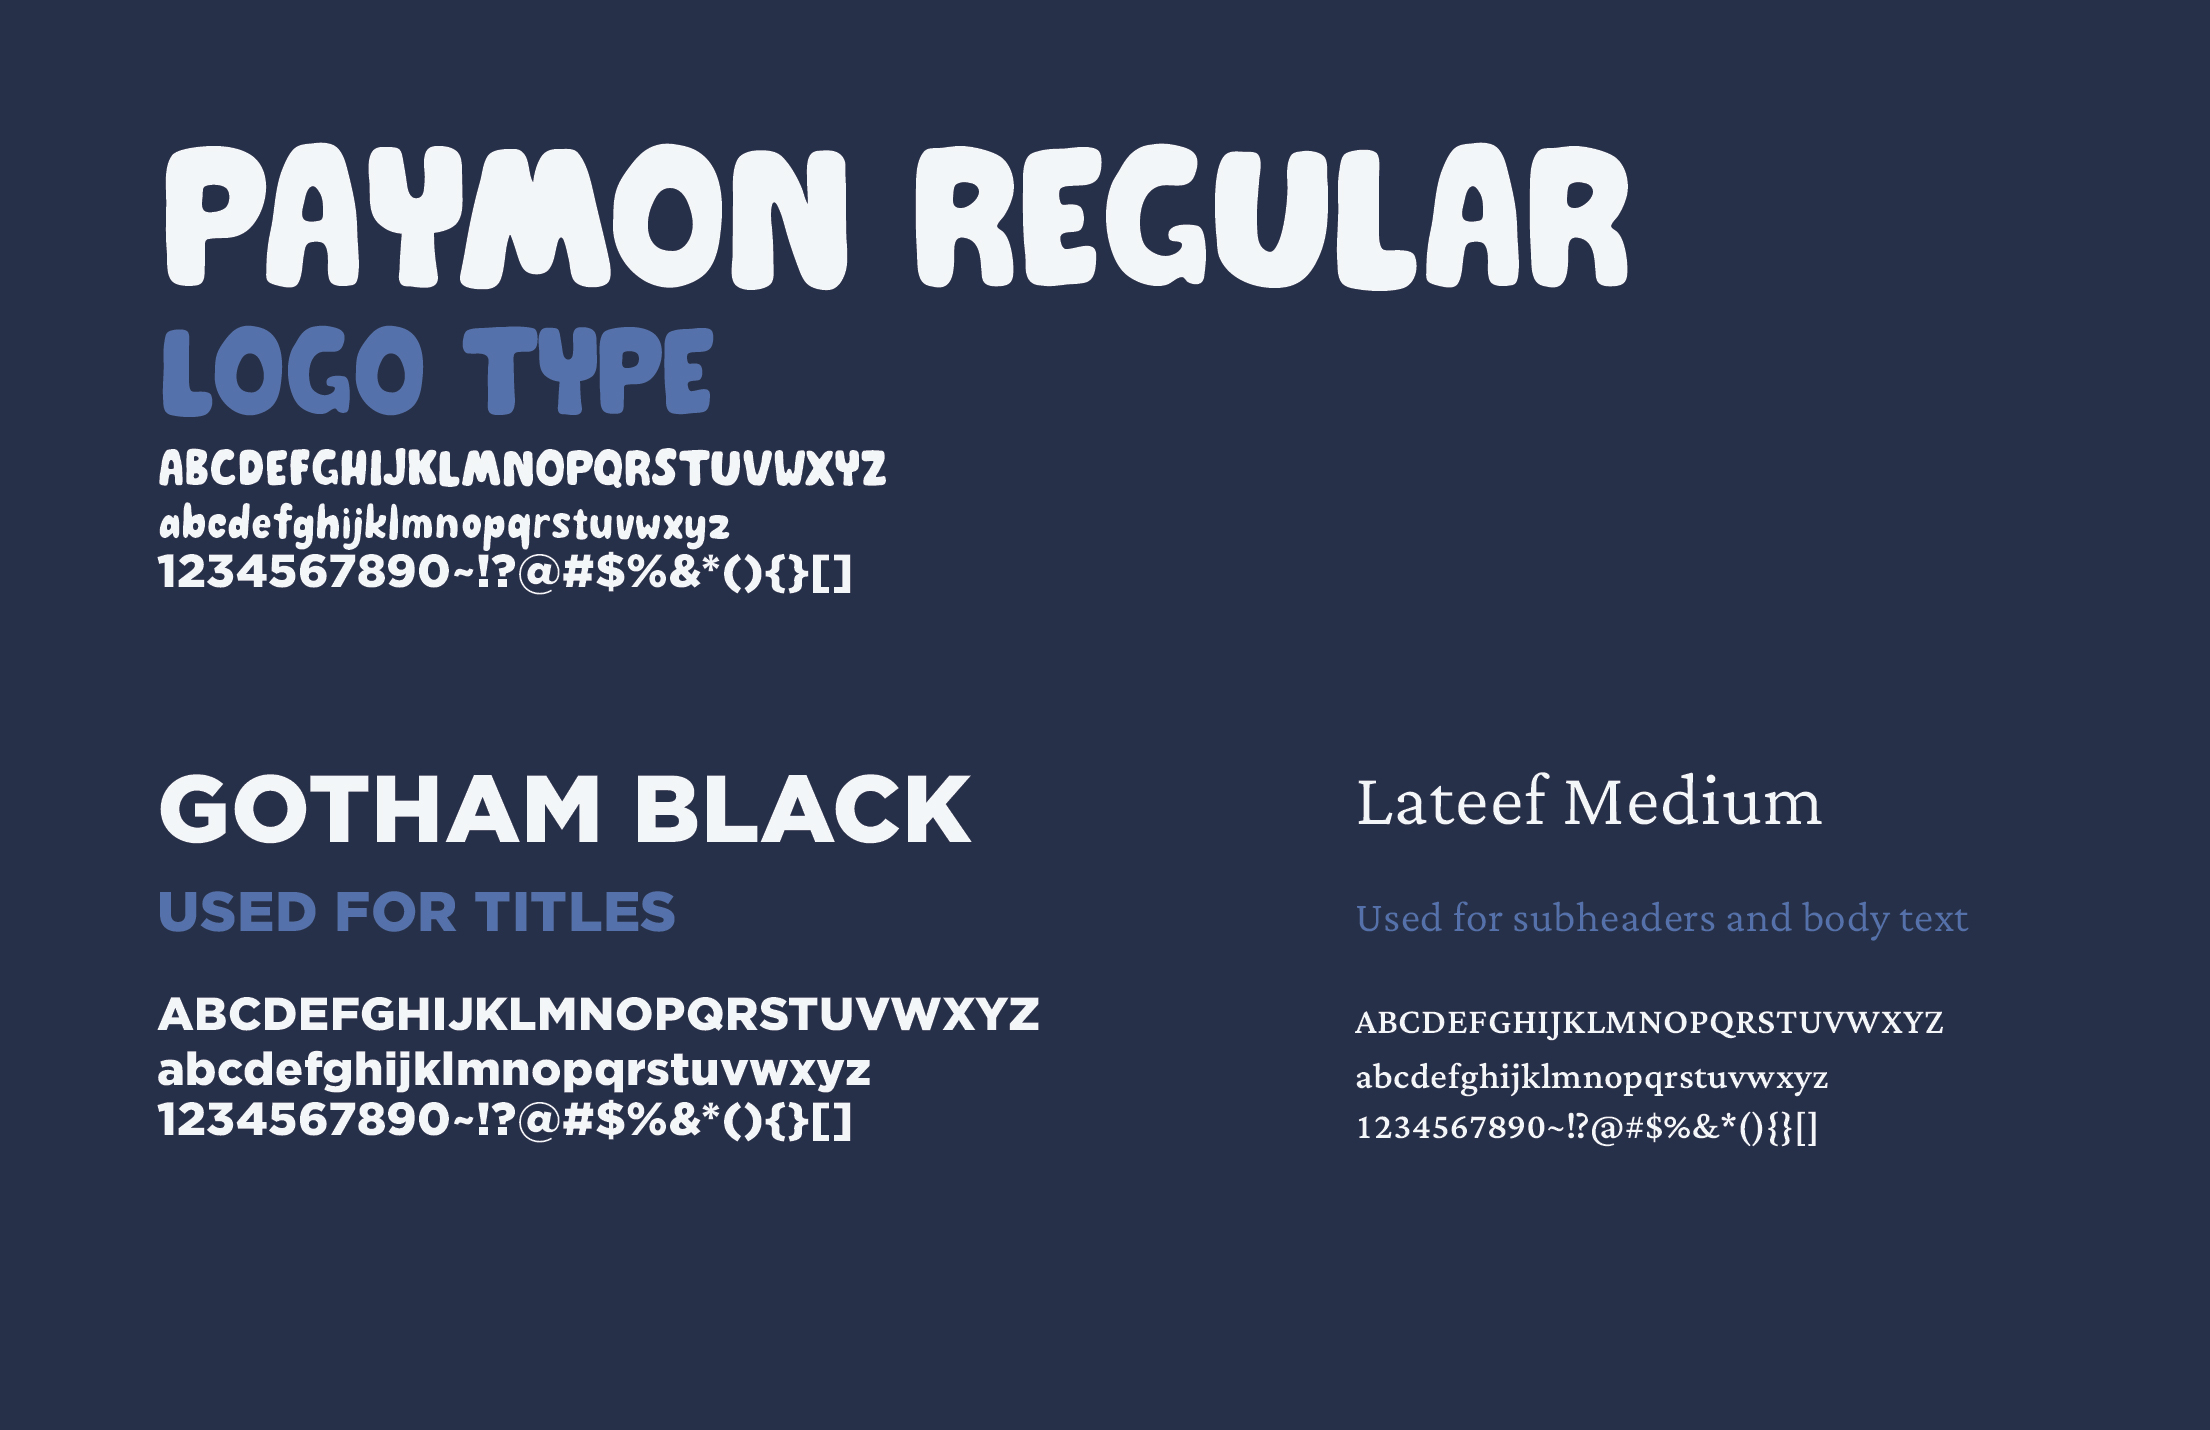 PAYMON REGULAR
LOGO TYPE
ABCDEFGHIJKLMNOPQRSTUVWXYZ
abcdefghijklmnopqrstuvwxyz
1234567890~!?@#$%&*(){}[]
GOTHAM BLACK
USED FOR TITLES
ABCDEFGHIJKLMNOPQRSTUVWXYZ
abcdefghijklmnopqrstuvwxyz
1234567890~!?@#$%&*(){}[]
Lateef Medium
Used for subheaders and body text
ABCDEFGHIJKLMNOPQRSTUVWXYZ
abcdefghijklmnopqrstuvwxyz
1234567890~!?@#$%&*(){}[]